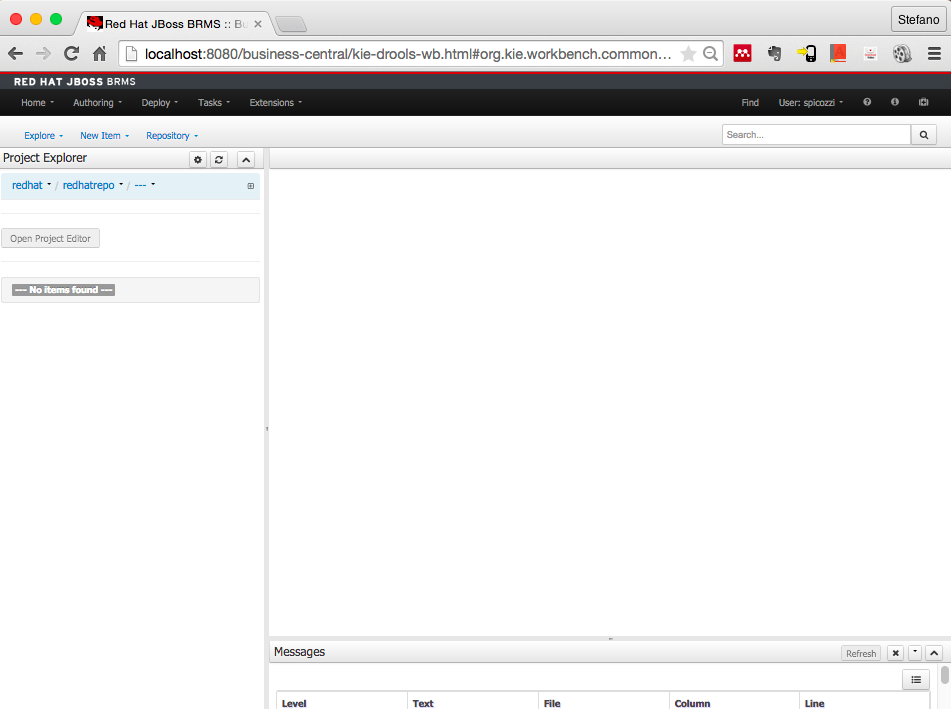 Red Hat JBoss BRMS :: Bu
Stefano
localhost:8080/business-central/kie-drools-wb.html#org.kie.workbench.common...
RED HAT JBOSS BRMS
Home Authoring Deploy Tasks Extensions Find User: spicozzi
Explore New Item Repository Search...
Project Explorer
redhat / redhatrepo / ---
Open Project Editor
--- No items found ---
Messages Refresh
Level Text File Column Line